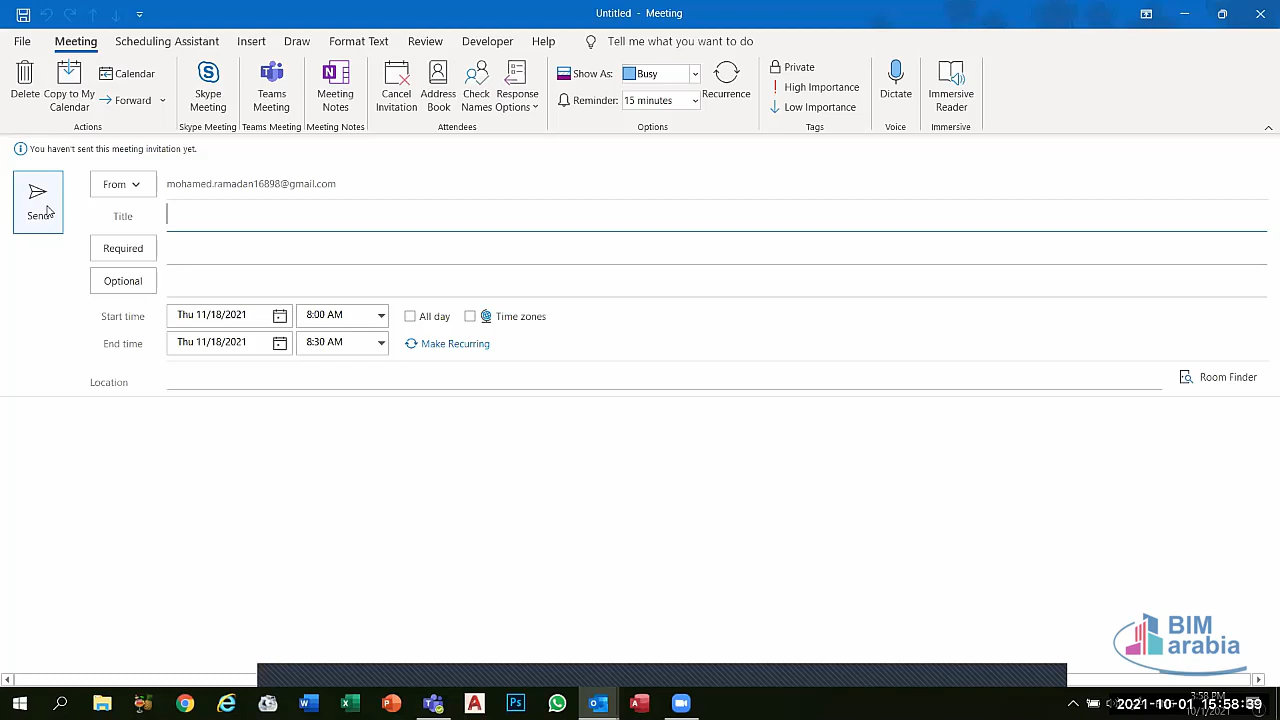 Untitled - Meeting
File Meeting Scheduling Assistant Insert Draw Format Text Review Developer Help Tell me what you want to do
Delete
Copy to My Calendar
Calendar
Forward
Actions
Skype Meeting
Skype Meeting
Teams Meeting
Teams Meeting
Meeting Notes
Meeting Notes
Cancel Invitation
Address Book
Check Names
Response Options
Attendees
Show As: Busy
Reminder: 15 minutes
Recurrence
Options
Private
High Importance
Low Importance
Tags
Dictate
Voice
Immersive Reader
Immersive
You haven't sent this meeting invitation yet.
Send
From mohamed.ramadan16898@gmail.com
Title
Required
Optional
Start time Thu 11/18/2021 8:00 AM All day Time zones
End time Thu 11/18/2021 8:30 AM Make Recurring
Location Room Finder
BIM
arabia
3:58 PM
10/1/2021
2021-10-01 15:58:39